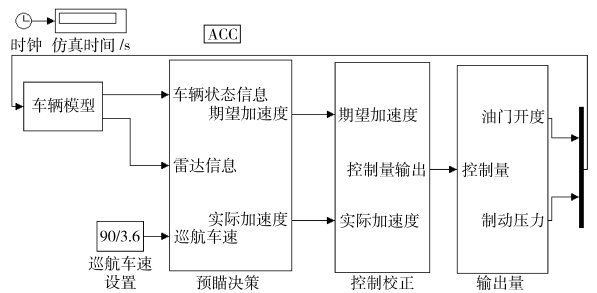 时钟
仿真时间 /s
ACC
车辆模型
车辆状态信息
期望加速度
雷达信息
实际加速度
巡航车速
90/3.6
巡航车速
设置
预瞄决策
期望加速度
控制量输出
实际加速度
控制校正
油门开度
控制量
制动压力
输出量